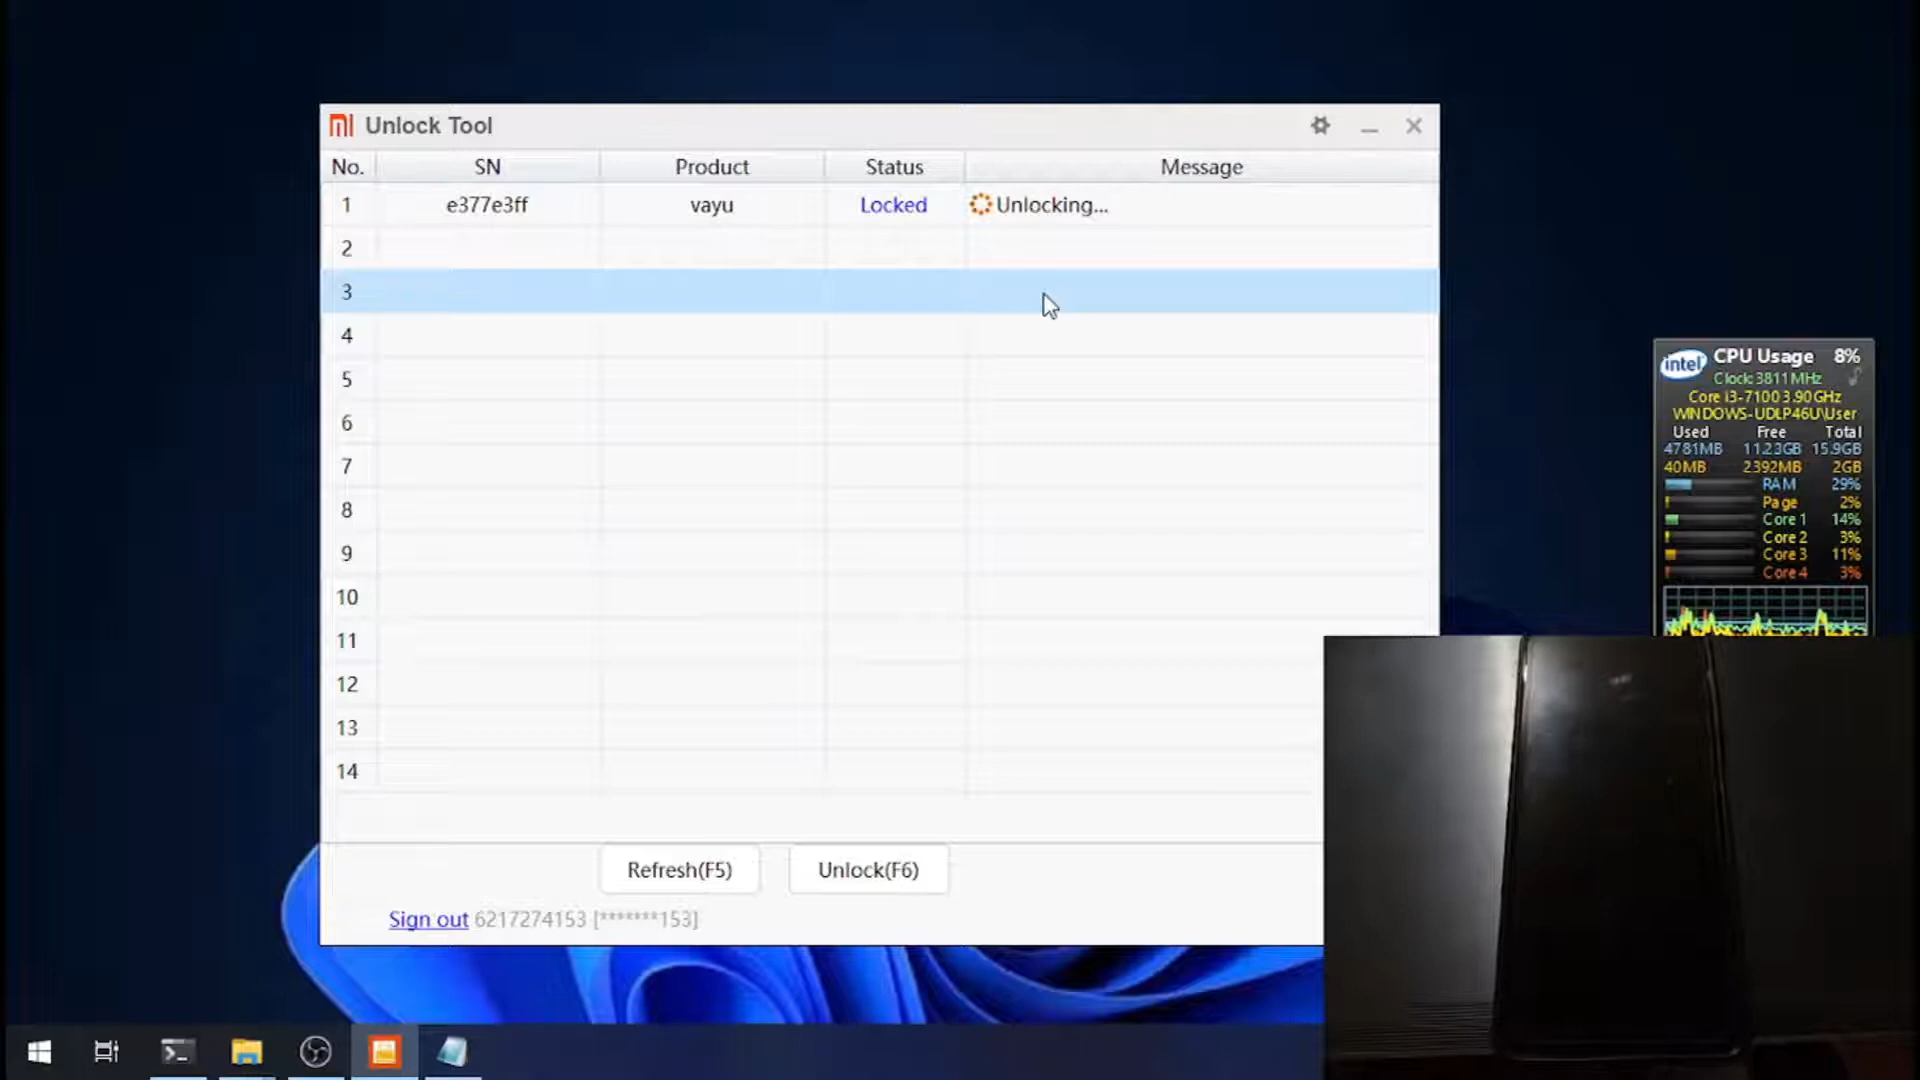 Unlock Tool
No. SN Product Status Message
1 e377e3ff vayu Locked Unlocking...
2
3
4
5
6
7
8
9
10
11
12
13
14
Refresh(F5) Unlock(F6)
Sign out 6217274153 [*******153]
intel CPU Usage 8%
Clock: 3811MHz
Core i3-7100 3.90GHz
WINDOWS-UDLP46U\User
Used Free Total
4781MB 11.23GB 15.9GB
40MB 2392MB 2GB
RAM 29%
Page 2%
Core 1 14%
Core 2 3%
Core 3 11%
Core 4 3%